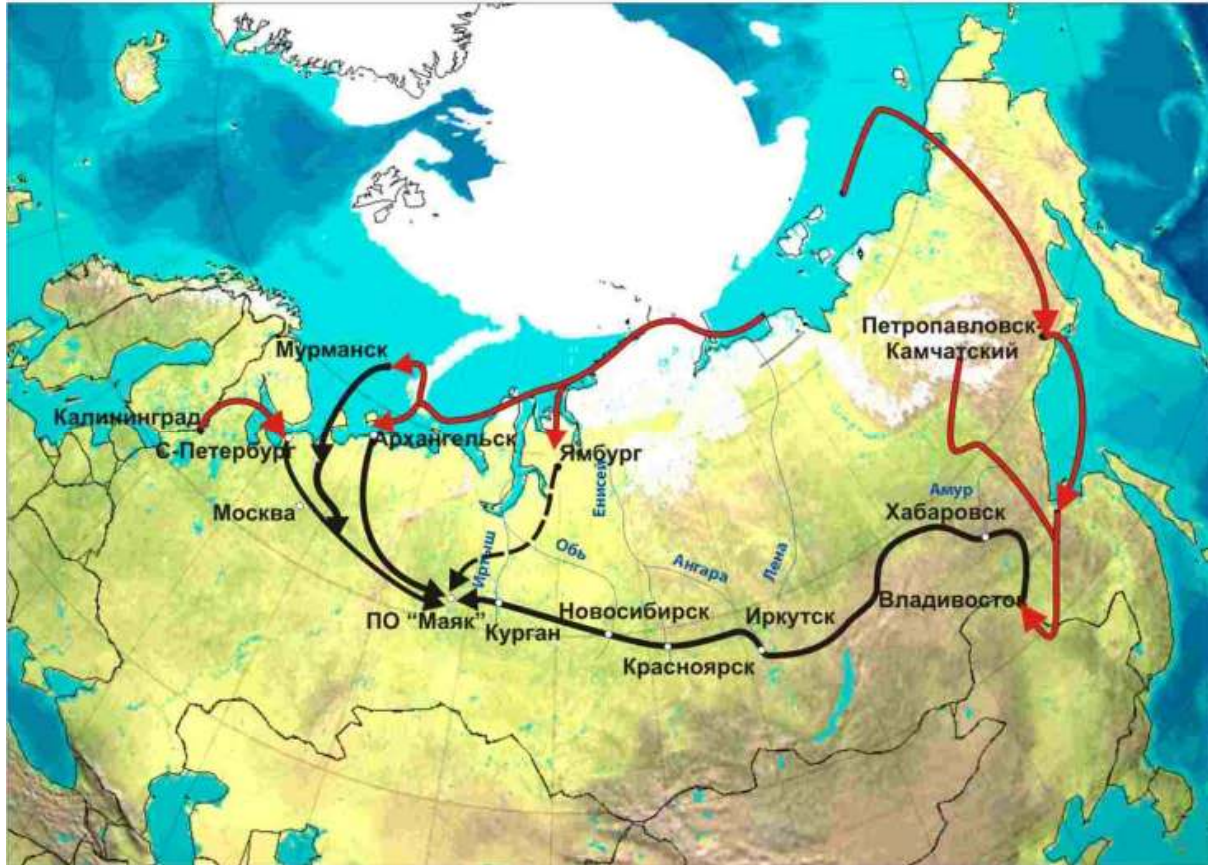 Петропавловск-
Камчатский
Мурманск
Калининград
С-Петербург
Архангельск
Ямбург
Москва
Енисей
Амур
Хабаровск
Иртыш
Обь
Ангара
Лена
ПО "Маяк"
Курган
Новосибирск
Красноярск
Иркутск
Владивосток